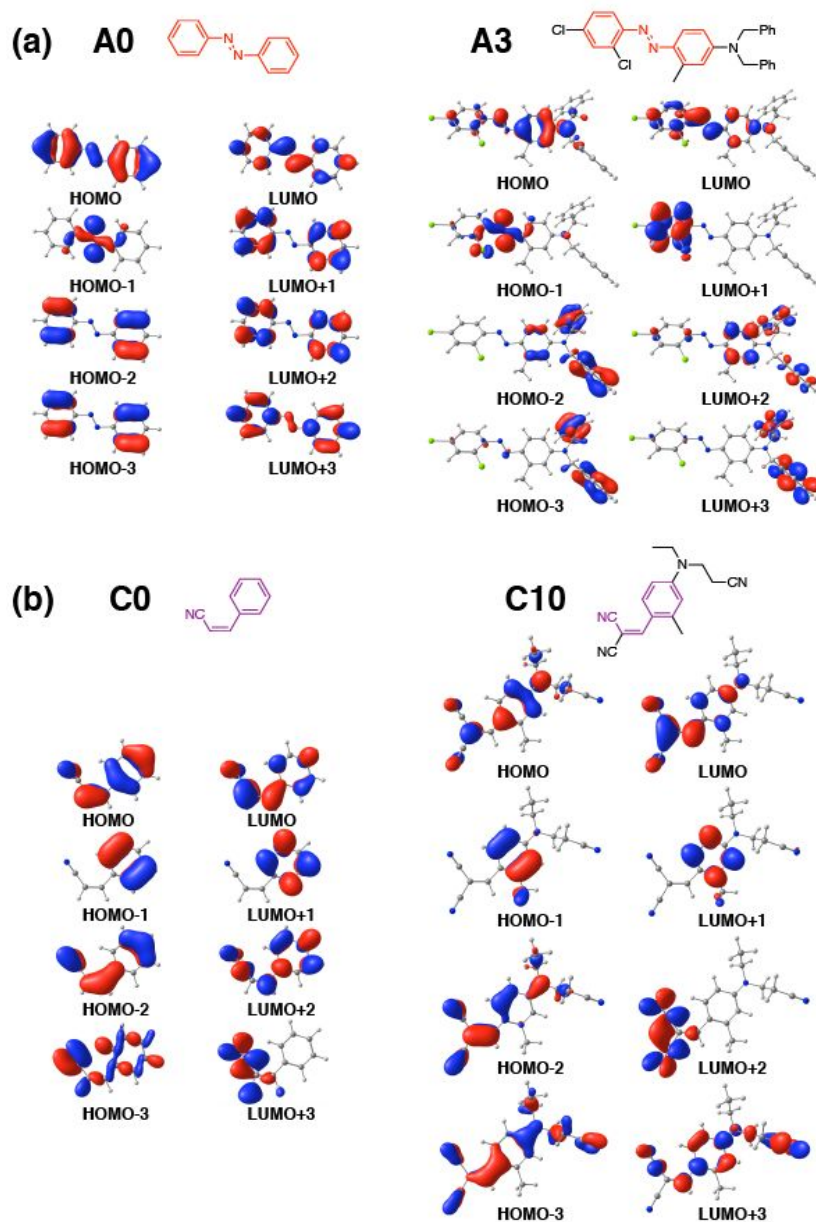 (a) A0 A3
N
N
Cl
Cl
N
N
N
Ph
Ph
HOMO LUMO HOMO LUMO
HOMO-1 LUMO+1 HOMO-1 LUMO+1
HOMO-2 LUMO+2 HOMO-2 LUMO+2
HOMO-3 LUMO+3 HOMO-3 LUMO+3
(b) C0 C10
NC
N
CN
NC
NC
HOMO LUMO HOMO LUMO
HOMO-1 LUMO+1 HOMO-1 LUMO+1
HOMO-2 LUMO+2 HOMO-2 LUMO+2
HOMO-3 LUMO+3 HOMO-3 LUMO+3